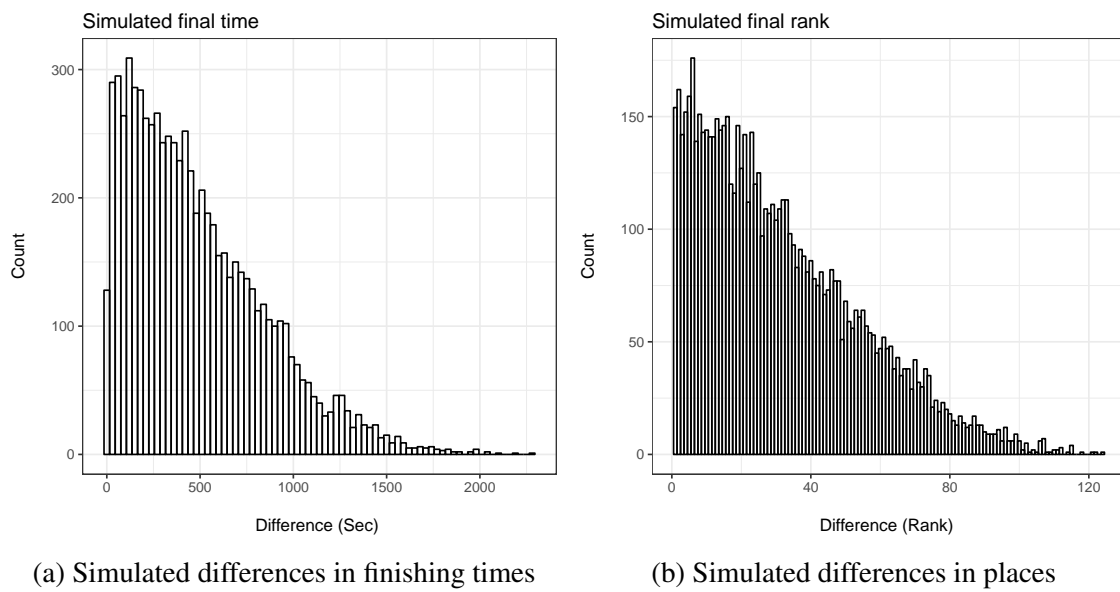 Simulated final time
300
200
100
0
Count
0 500 1000 1500 2000
Difference (Sec)
(a) Simulated differences in finishing times
Simulated final rank
150
100
50
0
Count
0 40 80 120
Difference (Rank)
(b) Simulated differences in places